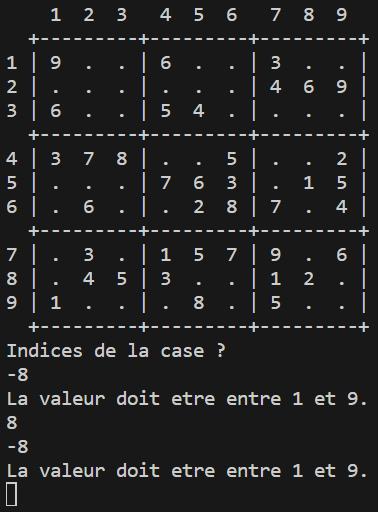 1 2 3   4 5 6   7 8 9
  +-------+-------+-------+
1 | 9 . . | 6 . . | 3 . . |
2 | . . . | . . . | 4 6 9 |
3 | 6 . . | 5 4 . | . . . |
  +-------+-------+-------+
4 | 3 7 8 | . . 5 | . . 2 |
5 | . . . | 7 6 3 | . 1 5 |
6 | . 6 . | . 2 8 | 7 . 4 |
  +-------+-------+-------+
7 | . 3 . | 1 5 7 | 9 . 6 |
8 | . 4 5 | 3 . . | 1 2 . |
9 | 1 . . | . 8 . | 5 . . |
  +-------+-------+-------+
Indices de la case ?
-8
La valeur doit etre entre 1 et 9.
8
-8
La valeur doit etre entre 1 et 9.